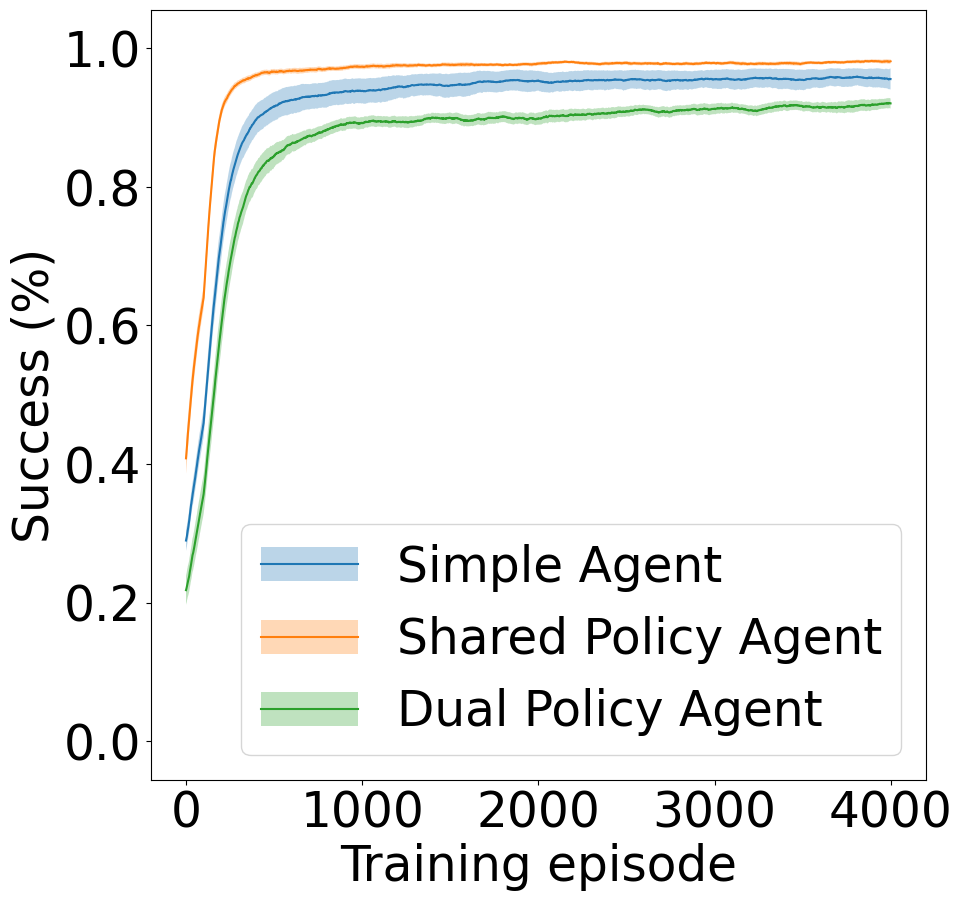 1.0
0.8
0.6
0.4
0.2
0.0
Success (%)
Simple Agent
Shared Policy Agent
Dual Policy Agent
0 1000 2000 3000 4000
Training episode